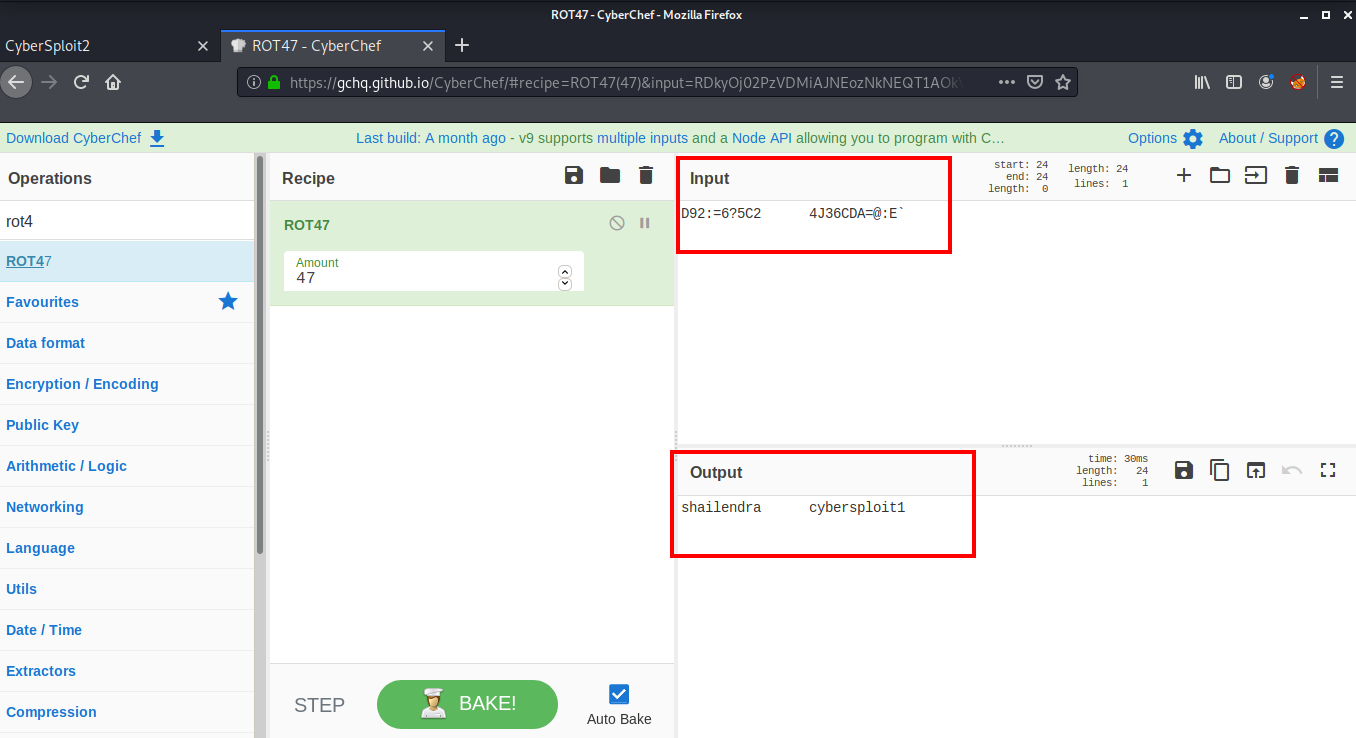 ROT47 - CyberChef - Mozilla Firefox
CyberSploit2
ROT47 - CyberChef
https://gchq.github.io/CyberChef/#recipe=ROT47(47)&input=RDkyOj02PzVDMiAJNEozNkNEQT1AOk
Download CyberChef
Last build: A month ago - v9 supports multiple inputs and a Node API allowing you to program with C…
Options
About / Support
Operations
rot4
ROT47
Favourites
Data format
Encryption / Encoding
Public Key
Arithmetic / Logic
Networking
Language
Utils
Date / Time
Extractors
Compression
Recipe
ROT47
Amount
47
STEP
BAKE!
Auto Bake
Input
start: 24
end: 24
length: 0
length: 24
lines: 1
D92:=6?5C2 4J36CDA=@:E`
Output
time: 30ms
length: 24
lines: 1
shailendra cybersploit1